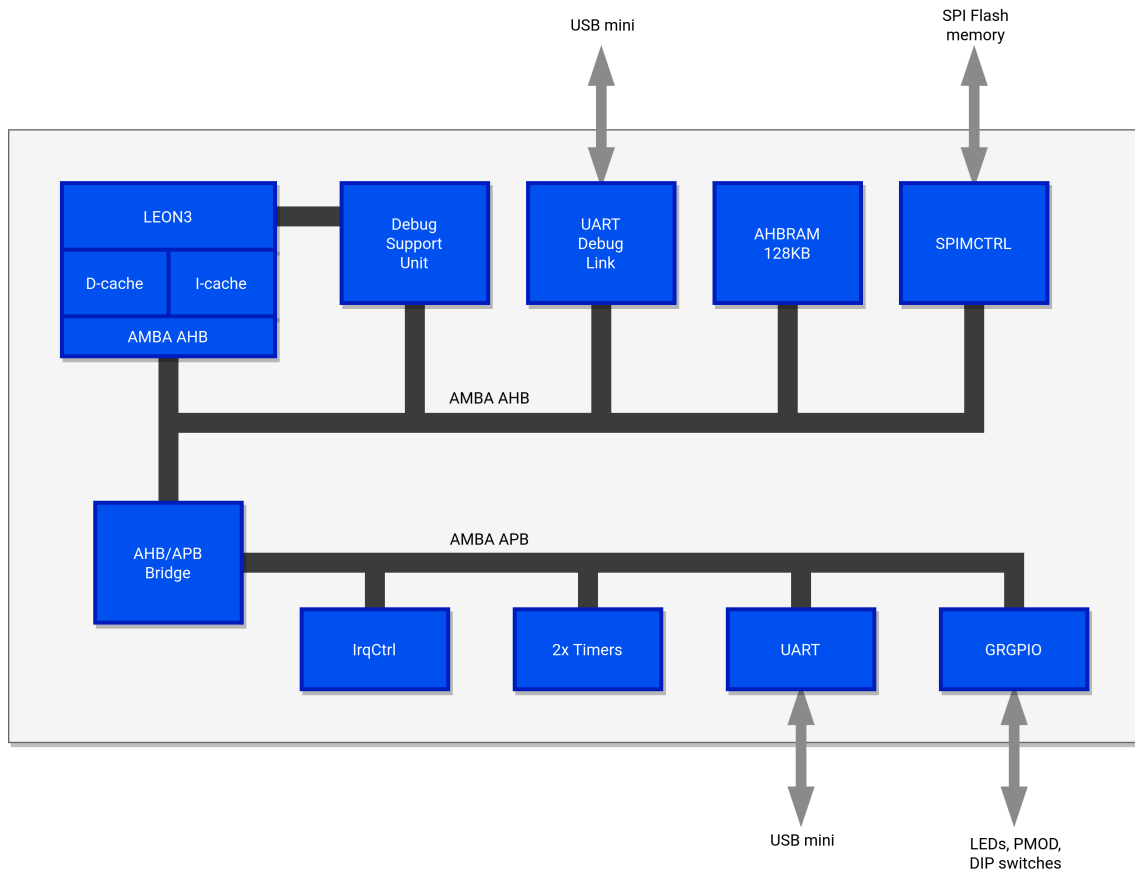 USB mini
SPI Flash
memory
LEON3
D-cache
I-cache
AMBA AHB
Debug
Support
Unit
UART
Debug
Link
AHBRAM
128KB
SPIMCTRL
AMBA AHB
AHB/APB
Bridge
AMBA APB
IrqCtrl
2x Timers
UART
GRGPIO
USB mini
LEDs, PMOD,
DIP switches